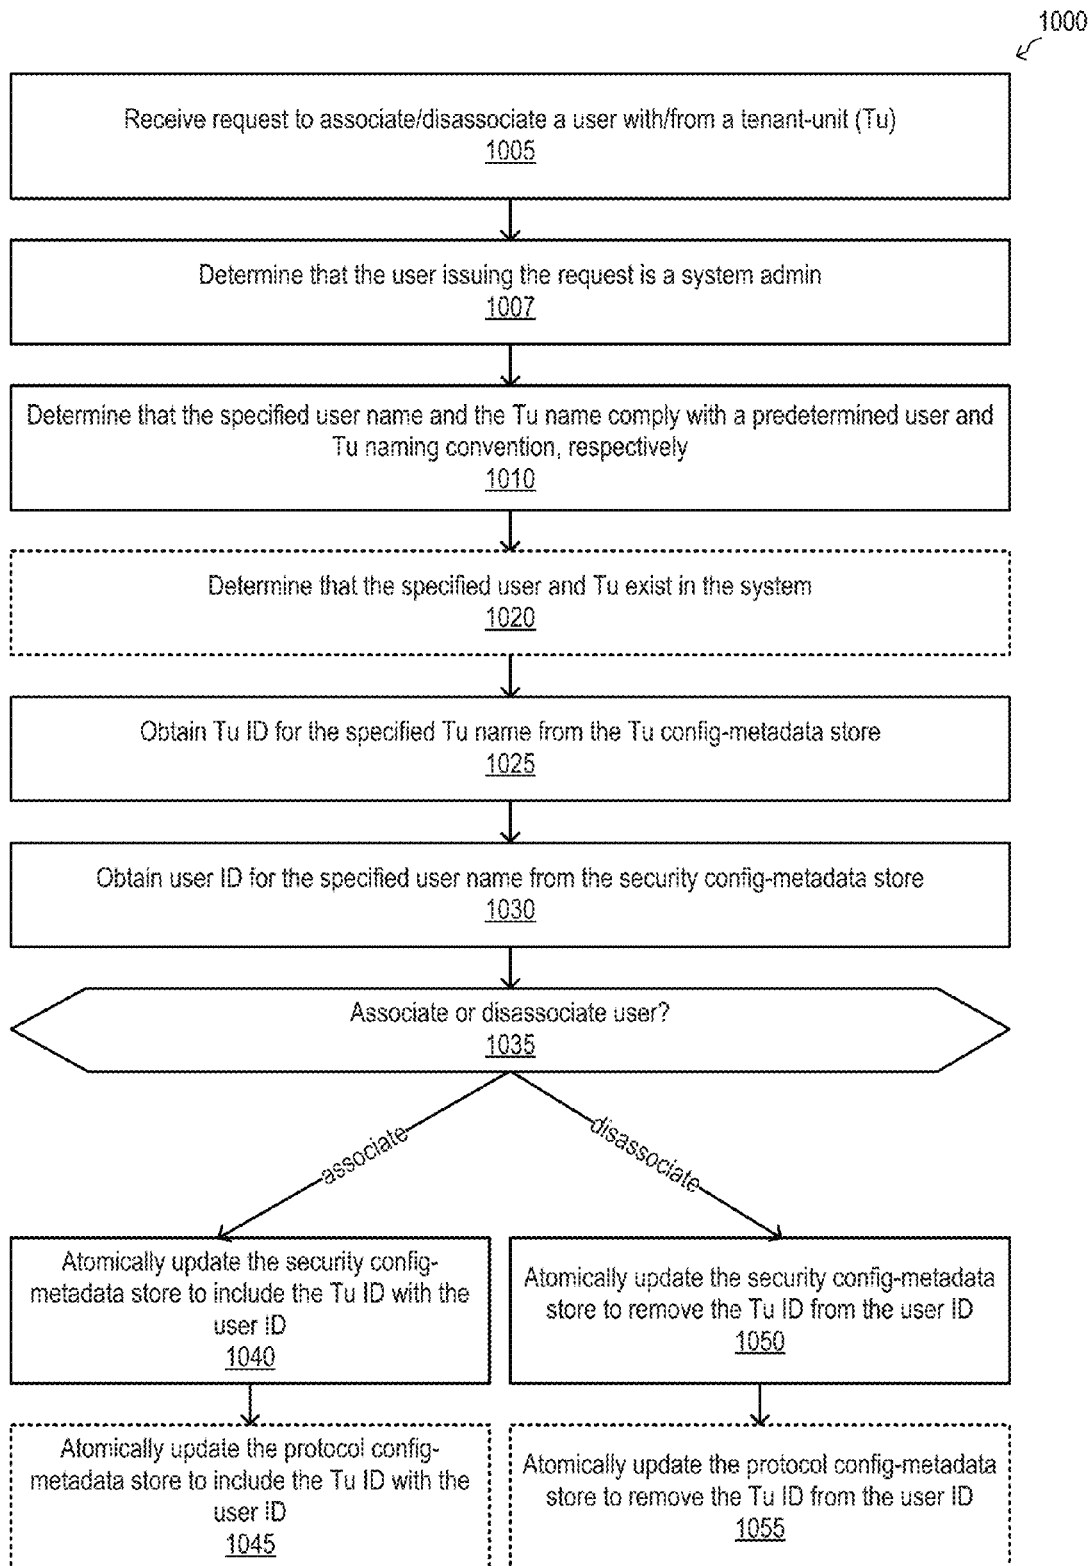 1000
Receive request to associate/disassociate a user with/from a tenant-unit (Tu)
1005
Determine that the user issuing the request is a system admin
1007
Determine that the specified user name and the Tu name comply with a predetermined user and
Tu naming convention, respectively
1010
Determine that the specified user and Tu exist in the system
1020
Obtain Tu ID for the specified Tu name from the Tu config-metadata store
1025
Obtain user ID for the specified user name from the security config-metadata store
1030
Associate or disassociate user?
1035
associate
disassociate
Atomically update the security config-
metadata store to include the Tu ID with the
user ID
1040
Atomically update the security config-metadata
store to remove the Tu ID from the user ID
1050
Atomically update the protocol config-
metadata store to include the Tu ID with the
user ID
1045
Atomically update the protocol config-metadata
store to remove the Tu ID from the user ID
1055